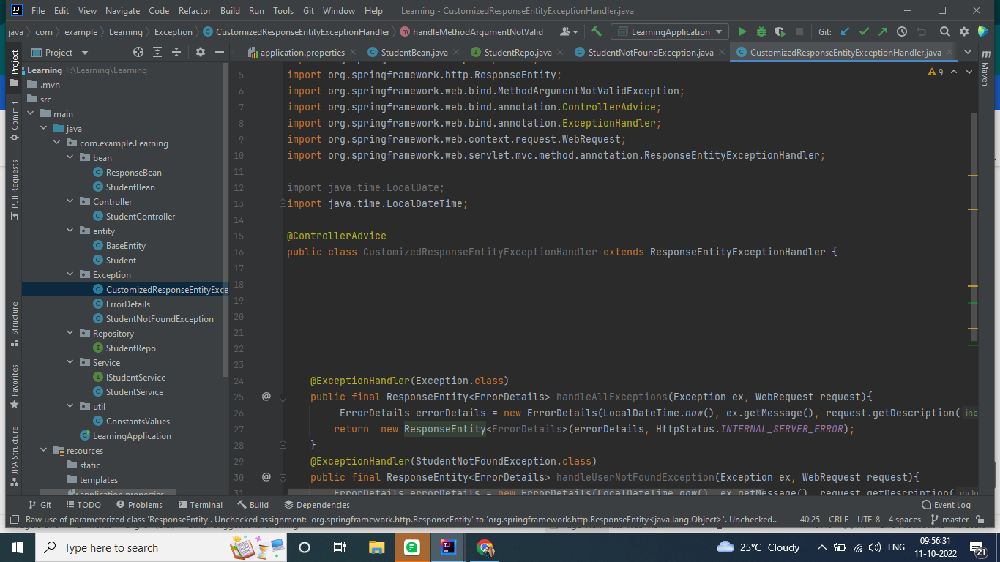 File Edit View Navigate Code Refactor Build Run Tools Git Window Help Learning - CustomizedResponseEntityExceptionHandler.java
java com example Learning Exception CustomizedResponseEntityExceptionHandler handleMethodArgumentNotValid LearningApplication Git:
Project application.properties StudentBean.java StudentRepo.java StudentNotFoundException.java CustomizedResponseEntityExceptionHandler.java
Project
Commit
Pull Requests
Structure
Favorites
JPA Structure
Learning F:\Learning\Learning
.mvn
src
main
java
com.example.Learning
bean
ResponseBean
StudentBean
Controller
StudentController
entity
BaseEntity
Student
Exception
CustomizedResponseEntityExce
ErrorDetails
StudentNotFoundException
Repository
StudentRepo
Service
IStudentService
StudentService
util
ConstantsValues
LearningApplication
resources
static
templates
application.properties
5 import org.springframework.http.ResponseEntity;
6 import org.springframework.web.bind.MethodArgumentNotValidException;
7 import org.springframework.web.bind.annotation.ControllerAdvice;
8 import org.springframework.web.bind.annotation.ExceptionHandler;
9 import org.springframework.web.context.request.WebRequest;
10 import org.springframework.web.servlet.mvc.method.annotation.ResponseEntityExceptionHandler;
11
12 import java.time.LocalDate;
13 import java.time.LocalDateTime;
14
15 @ControllerAdvice
16 public class CustomizedResponseEntityExceptionHandler extends ResponseEntityExceptionHandler {
17
18
19
20
21
22
23
24 @ExceptionHandler(Exception.class)
25 @ public final ResponseEntity<ErrorDetails> handleAllExceptions(Exception ex, WebRequest request){
26 ErrorDetails errorDetails = new ErrorDetails(LocalDateTime.now(), ex.getMessage(), request.getDescription( inc
27 return new ResponseEntity<ErrorDetails>(errorDetails, HttpStatus.INTERNAL_SERVER_ERROR);
28 }
29 @ExceptionHandler(StudentNotFoundException.class)
30 @ public final ResponseEntity<ErrorDetails> handleUserNotFoundException(Exception ex, WebRequest request){
31 ErrorDetails errorDetails = new ErrorDetails(LocalDateTime.now(), ex.getMessage(), request.getDescription( inclu
9
m
Maven
Git TODO Problems Terminal Build Dependencies Event Log
Raw use of parameterized class 'ResponseEntity'. Unchecked assignment: 'org.springframework.http.ResponseEntity' to 'org.springframework.http.ResponseEntity<java.lang.Object>'. Unchecked.. 40:25 CRLF UTF-8 4 spaces master
Type here to search 25°C Cloudy ENG 09:56:31
11-10-2022
21